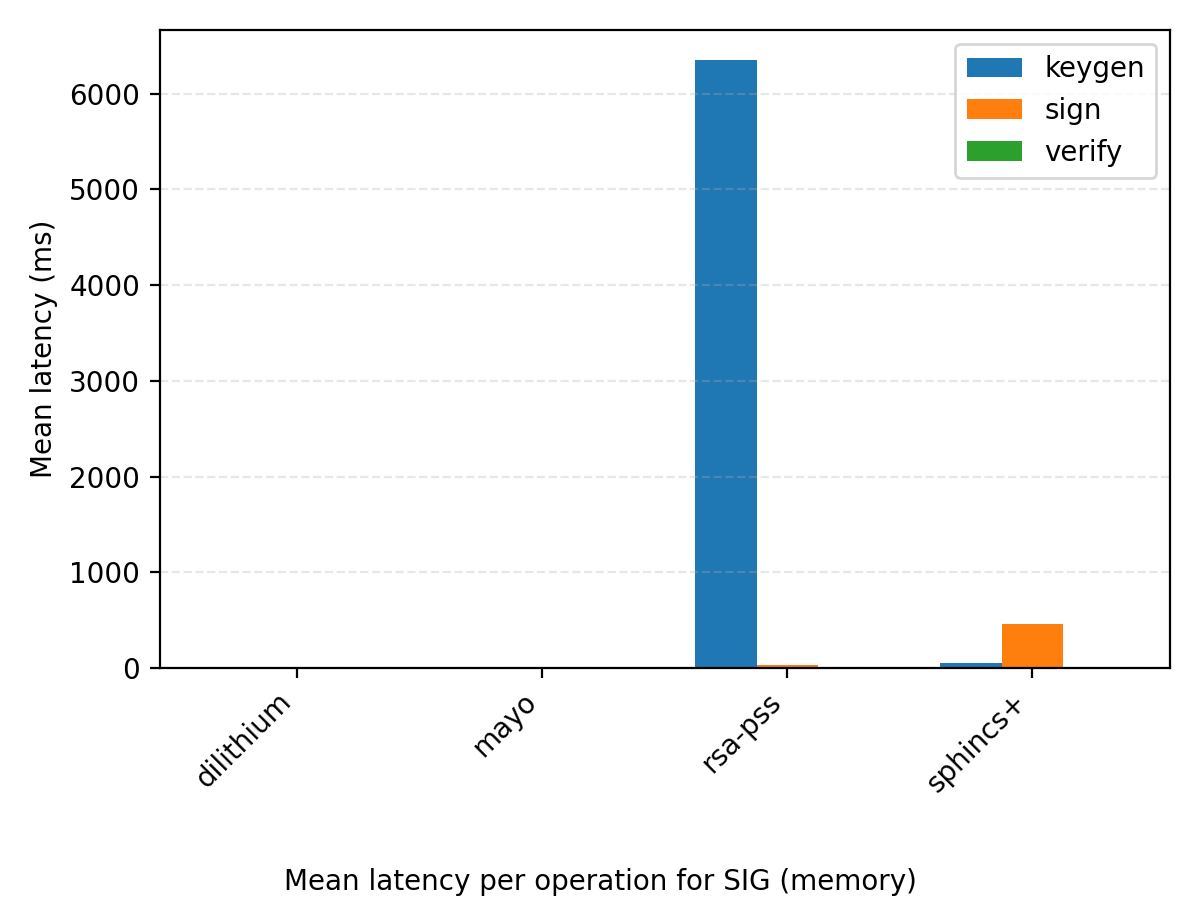 keygen
sign
verify
Mean latency (ms)
6000
5000
4000
3000
2000
1000
0
dilithium
mayo
rsa-pss
sphincs+
Mean latency per operation for SIG (memory)